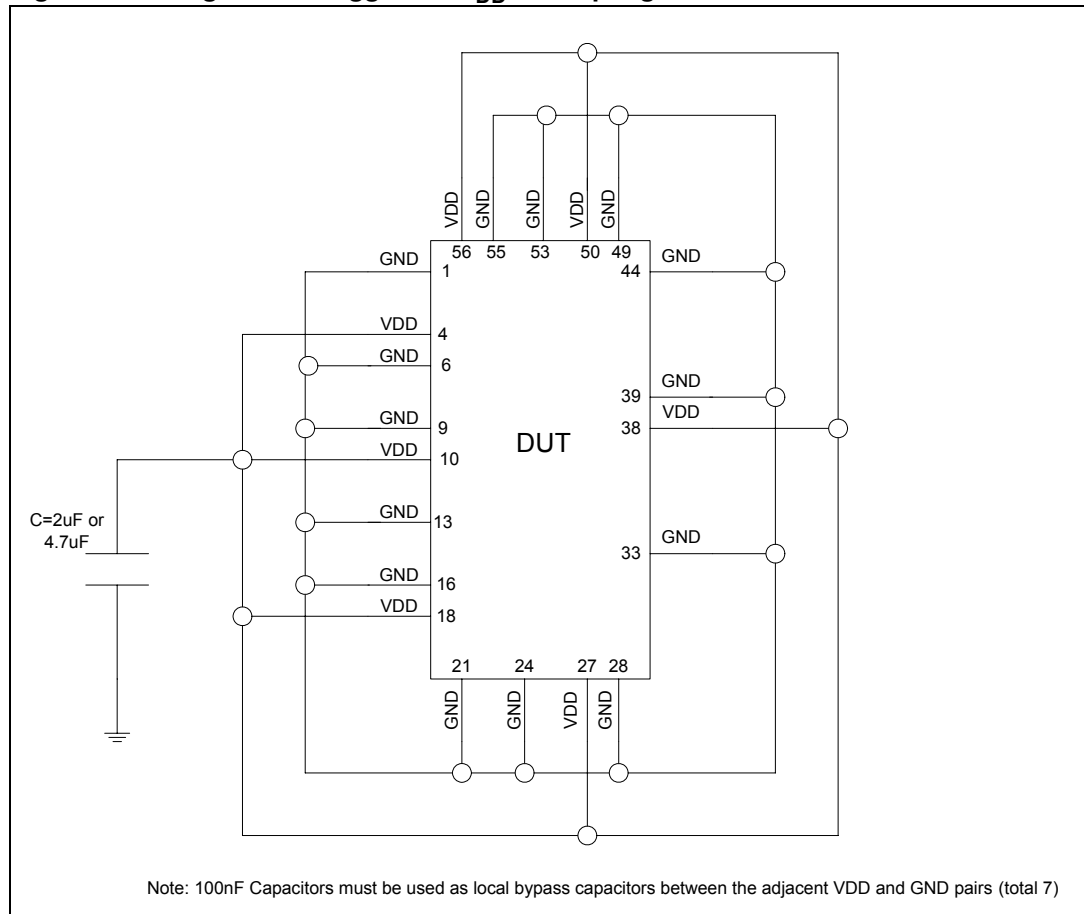 VDD
GND
GND
VDD
GND
56
55
53
50
49
GND
1
44
GND
VDD
4
GND
6
39
GND
GND
9
38
VDD
DUT
VDD
10
C=2uF or
4.7uF
GND
13
33
GND
GND
16
VDD
18
21
24
27
28
GND
GND
VDD
GND
Note: 100nF Capacitors must be used as local bypass capacitors between the adjacent VDD and GND pairs (total 7)